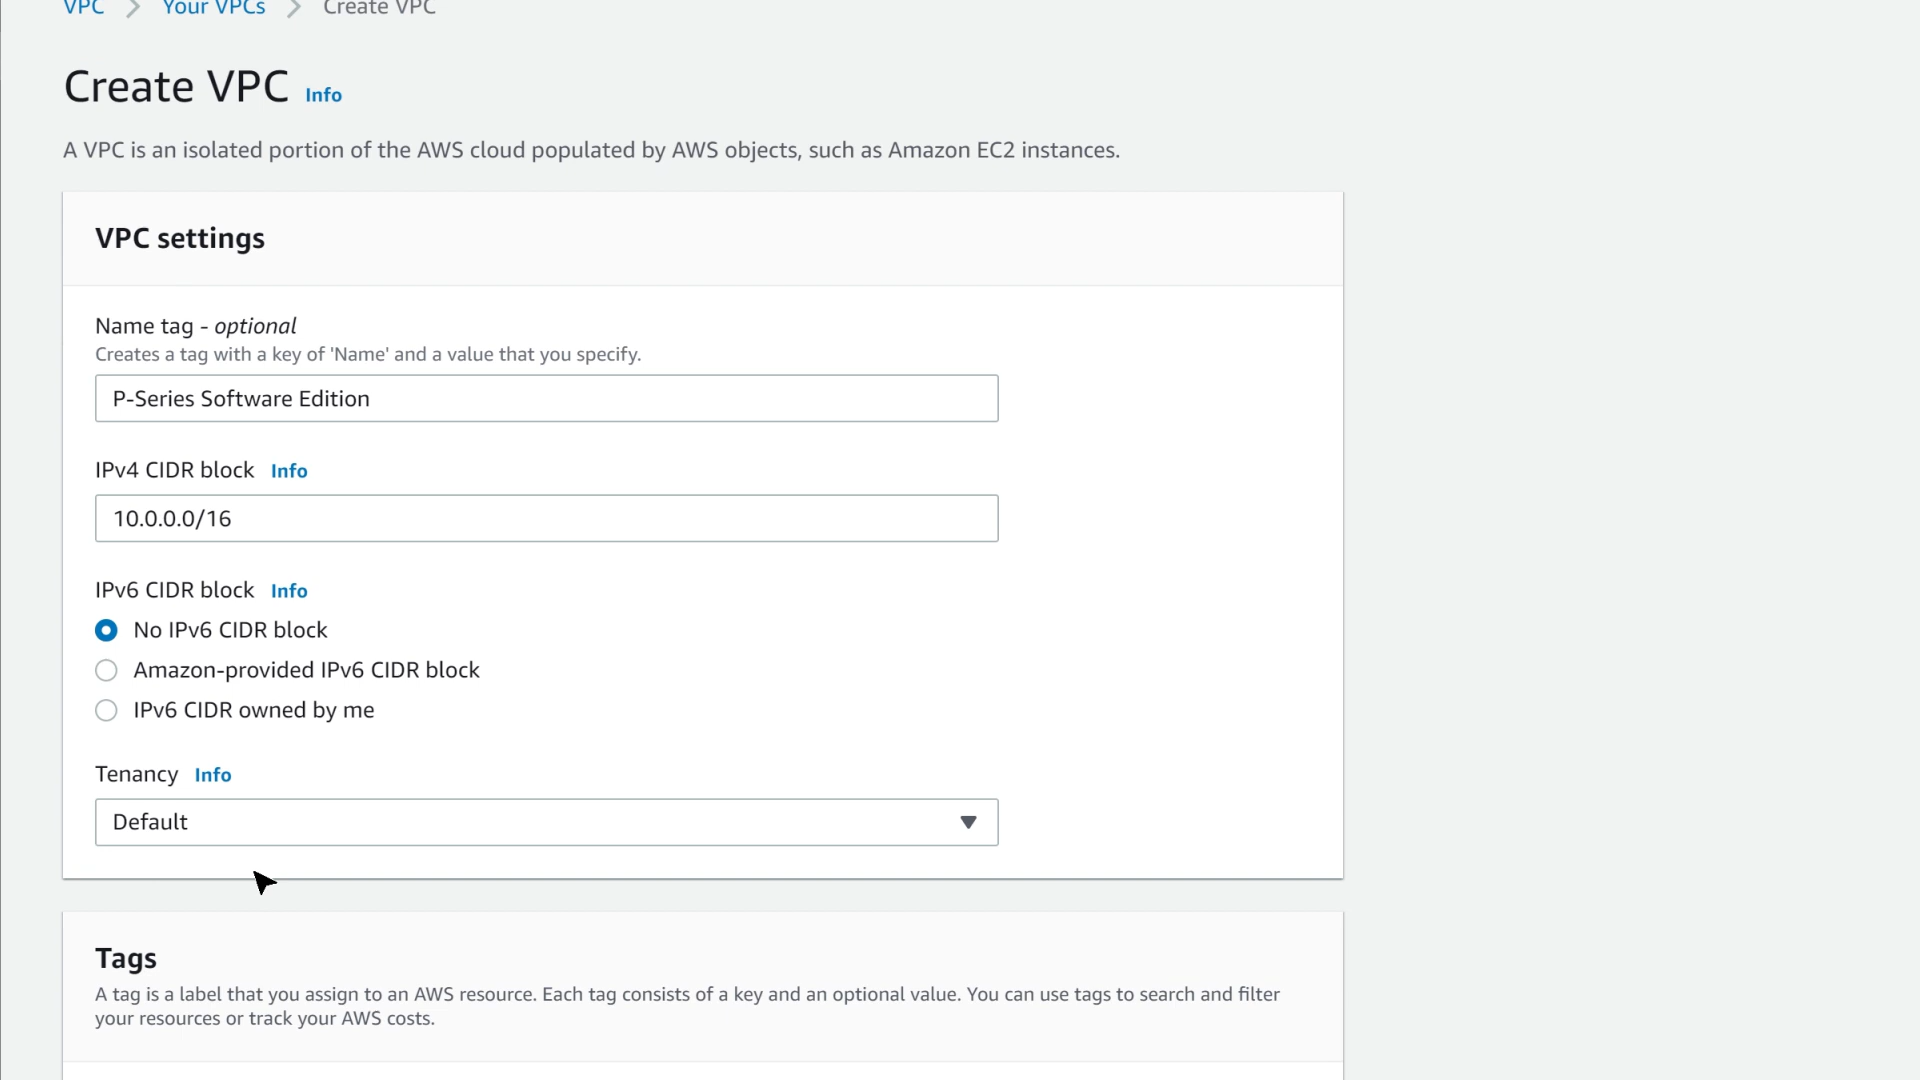 VPC > Your VPCs > Create VPC
Create VPC Info
A VPC is an isolated portion of the AWS cloud populated by AWS objects, such as Amazon EC2 instances.
VPC settings
Name tag - optional
Creates a tag with a key of 'Name' and a value that you specify.
P-Series Software Edition
IPv4 CIDR block Info
10.0.0.0/16
IPv6 CIDR block Info
No IPv6 CIDR block
Amazon-provided IPv6 CIDR block
IPv6 CIDR owned by me
Tenancy Info
Default
Tags
A tag is a label that you assign to an AWS resource. Each tag consists of a key and an optional value. You can use tags to search and filter
your resources or track your AWS costs.